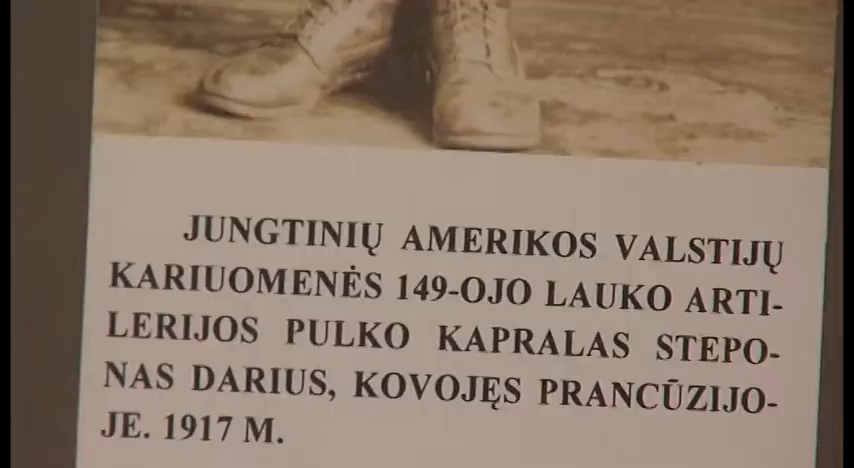 JUNGTINIŲ AMERIKOS VALSTIJŲ
KARIUOMENĖS 149-OJO LAUKO ARTI-
LERIJOS PULKO KAPRALAS STEPO-
NAS DARIUS, KOVOJĘS PRANCŪZIJO-
JE. 1917 M.